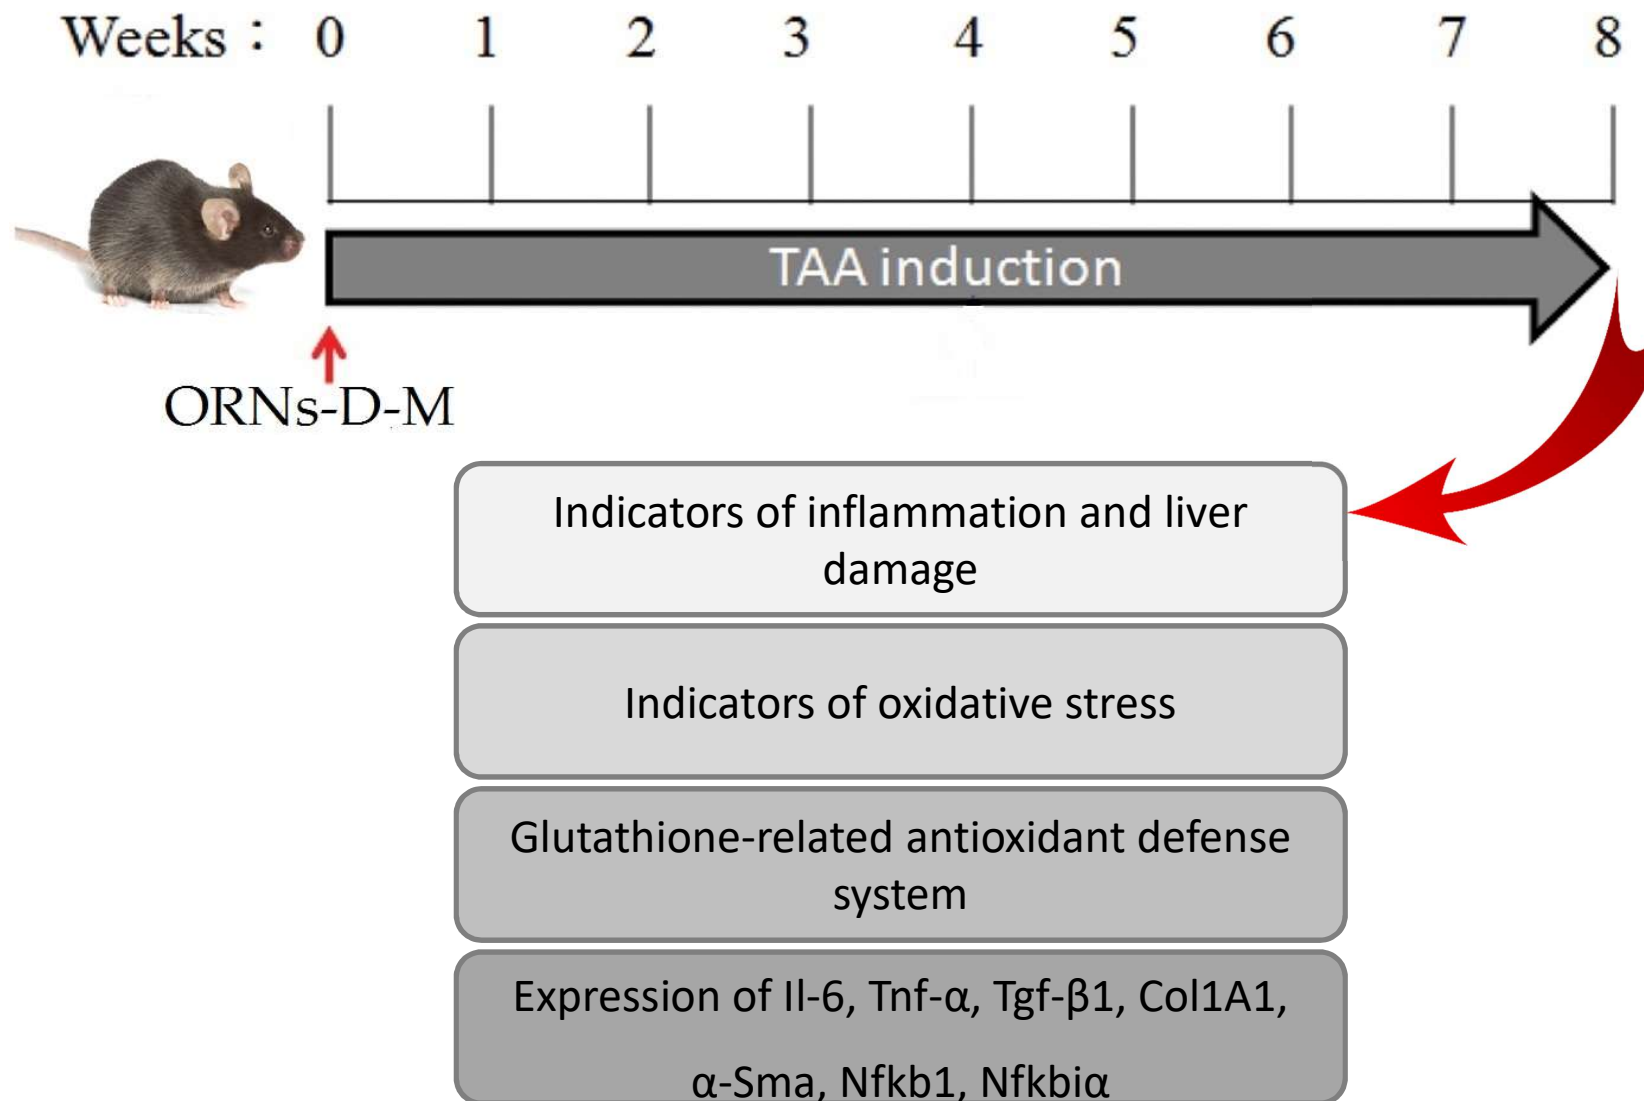 Weeks : 0 1 2 3 4 5 6 7 8
TAA induction
ORNs-D-M
Indicators of inflammation and liver
damage
Indicators of oxidative stress
Glutathione-related antioxidant defense
system
Expression of Il-6, Tnf-α, Tgf-β1, Col1A1,
α-Sma, Nfkb1, Nfkbiα